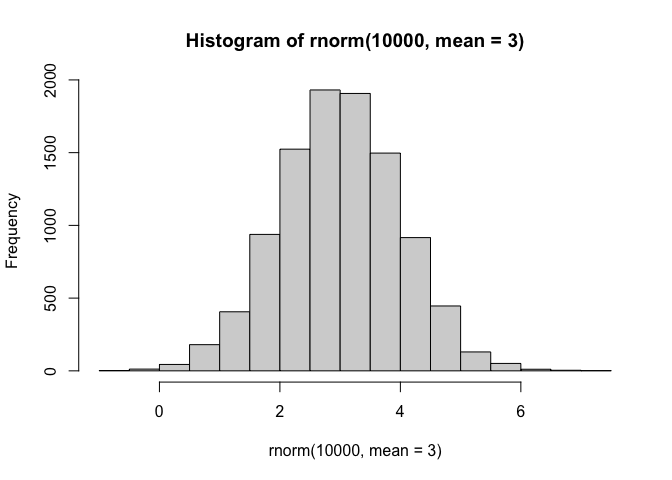 Histogram of rnorm(10000, mean = 3)
Frequency
2000
1500
1000
500
0
0 2 4 6
rnorm(10000, mean = 3)